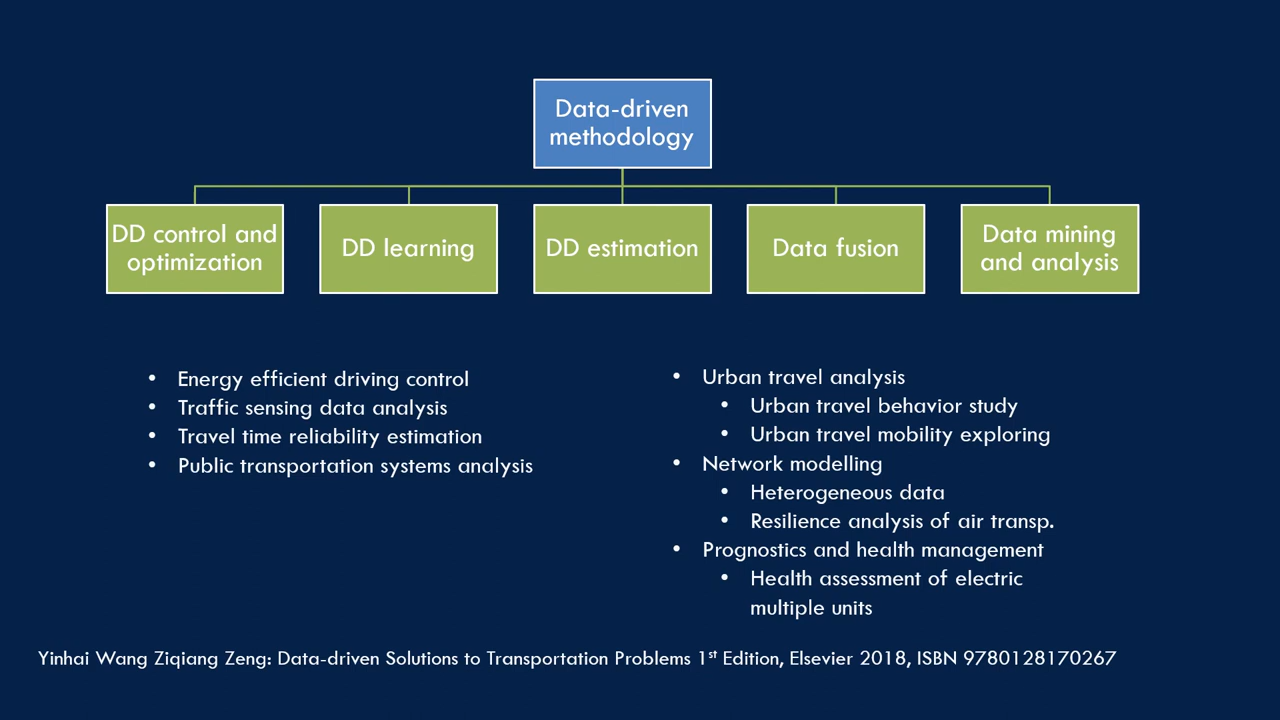 Data-driven
methodology
DD control and
optimization
DD learning
DD estimation
Data fusion
Data mining
and analysis
• Energy efficient driving control
• Traffic sensing data analysis
• Travel time reliability estimation
• Public transportation systems analysis
• Urban travel analysis
• Urban travel behavior study
• Urban travel mobility exploring
• Network modelling
• Heterogeneous data
• Resilience analysis of air transp.
• Prognostics and health management
• Health assessment of electric
multiple units
Yinhai Wang Ziqiang Zeng: Data-driven Solutions to Transportation Problems 1st Edition, Elsevier 2018, ISBN 9780128170267